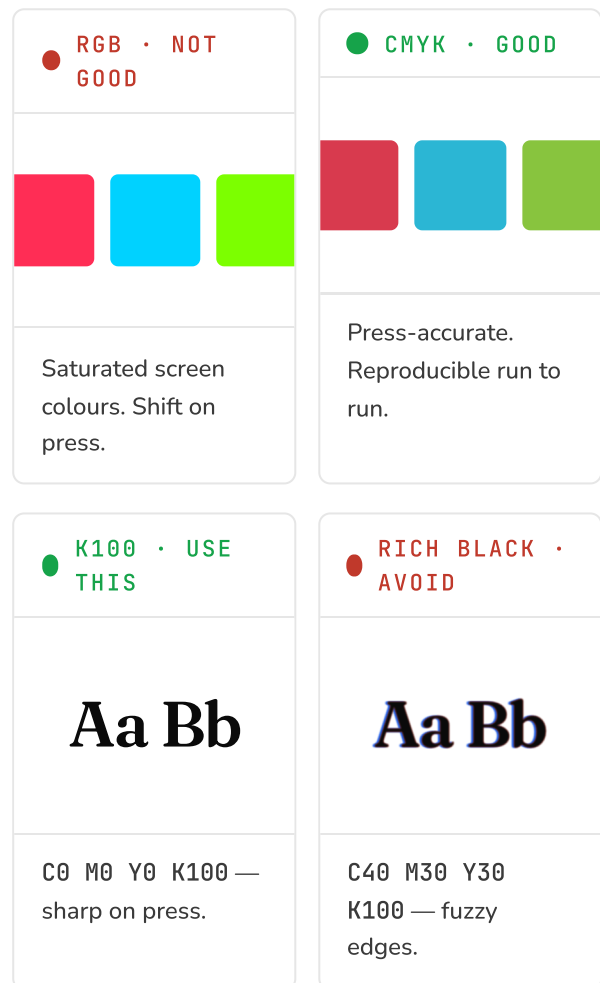 RGB · NOT
GOOD
Saturated screen
colours. Shift on
press.
CMYK · GOOD
Press-accurate.
Reproducible run to
run.
K100 · USE
THIS
Aa Bb
C0 M0 Y0 K100 —
sharp on press.
RICH BLACK ·
AVOID
Aa Bb
C40 M30 Y30
K100 — fuzzy
edges.